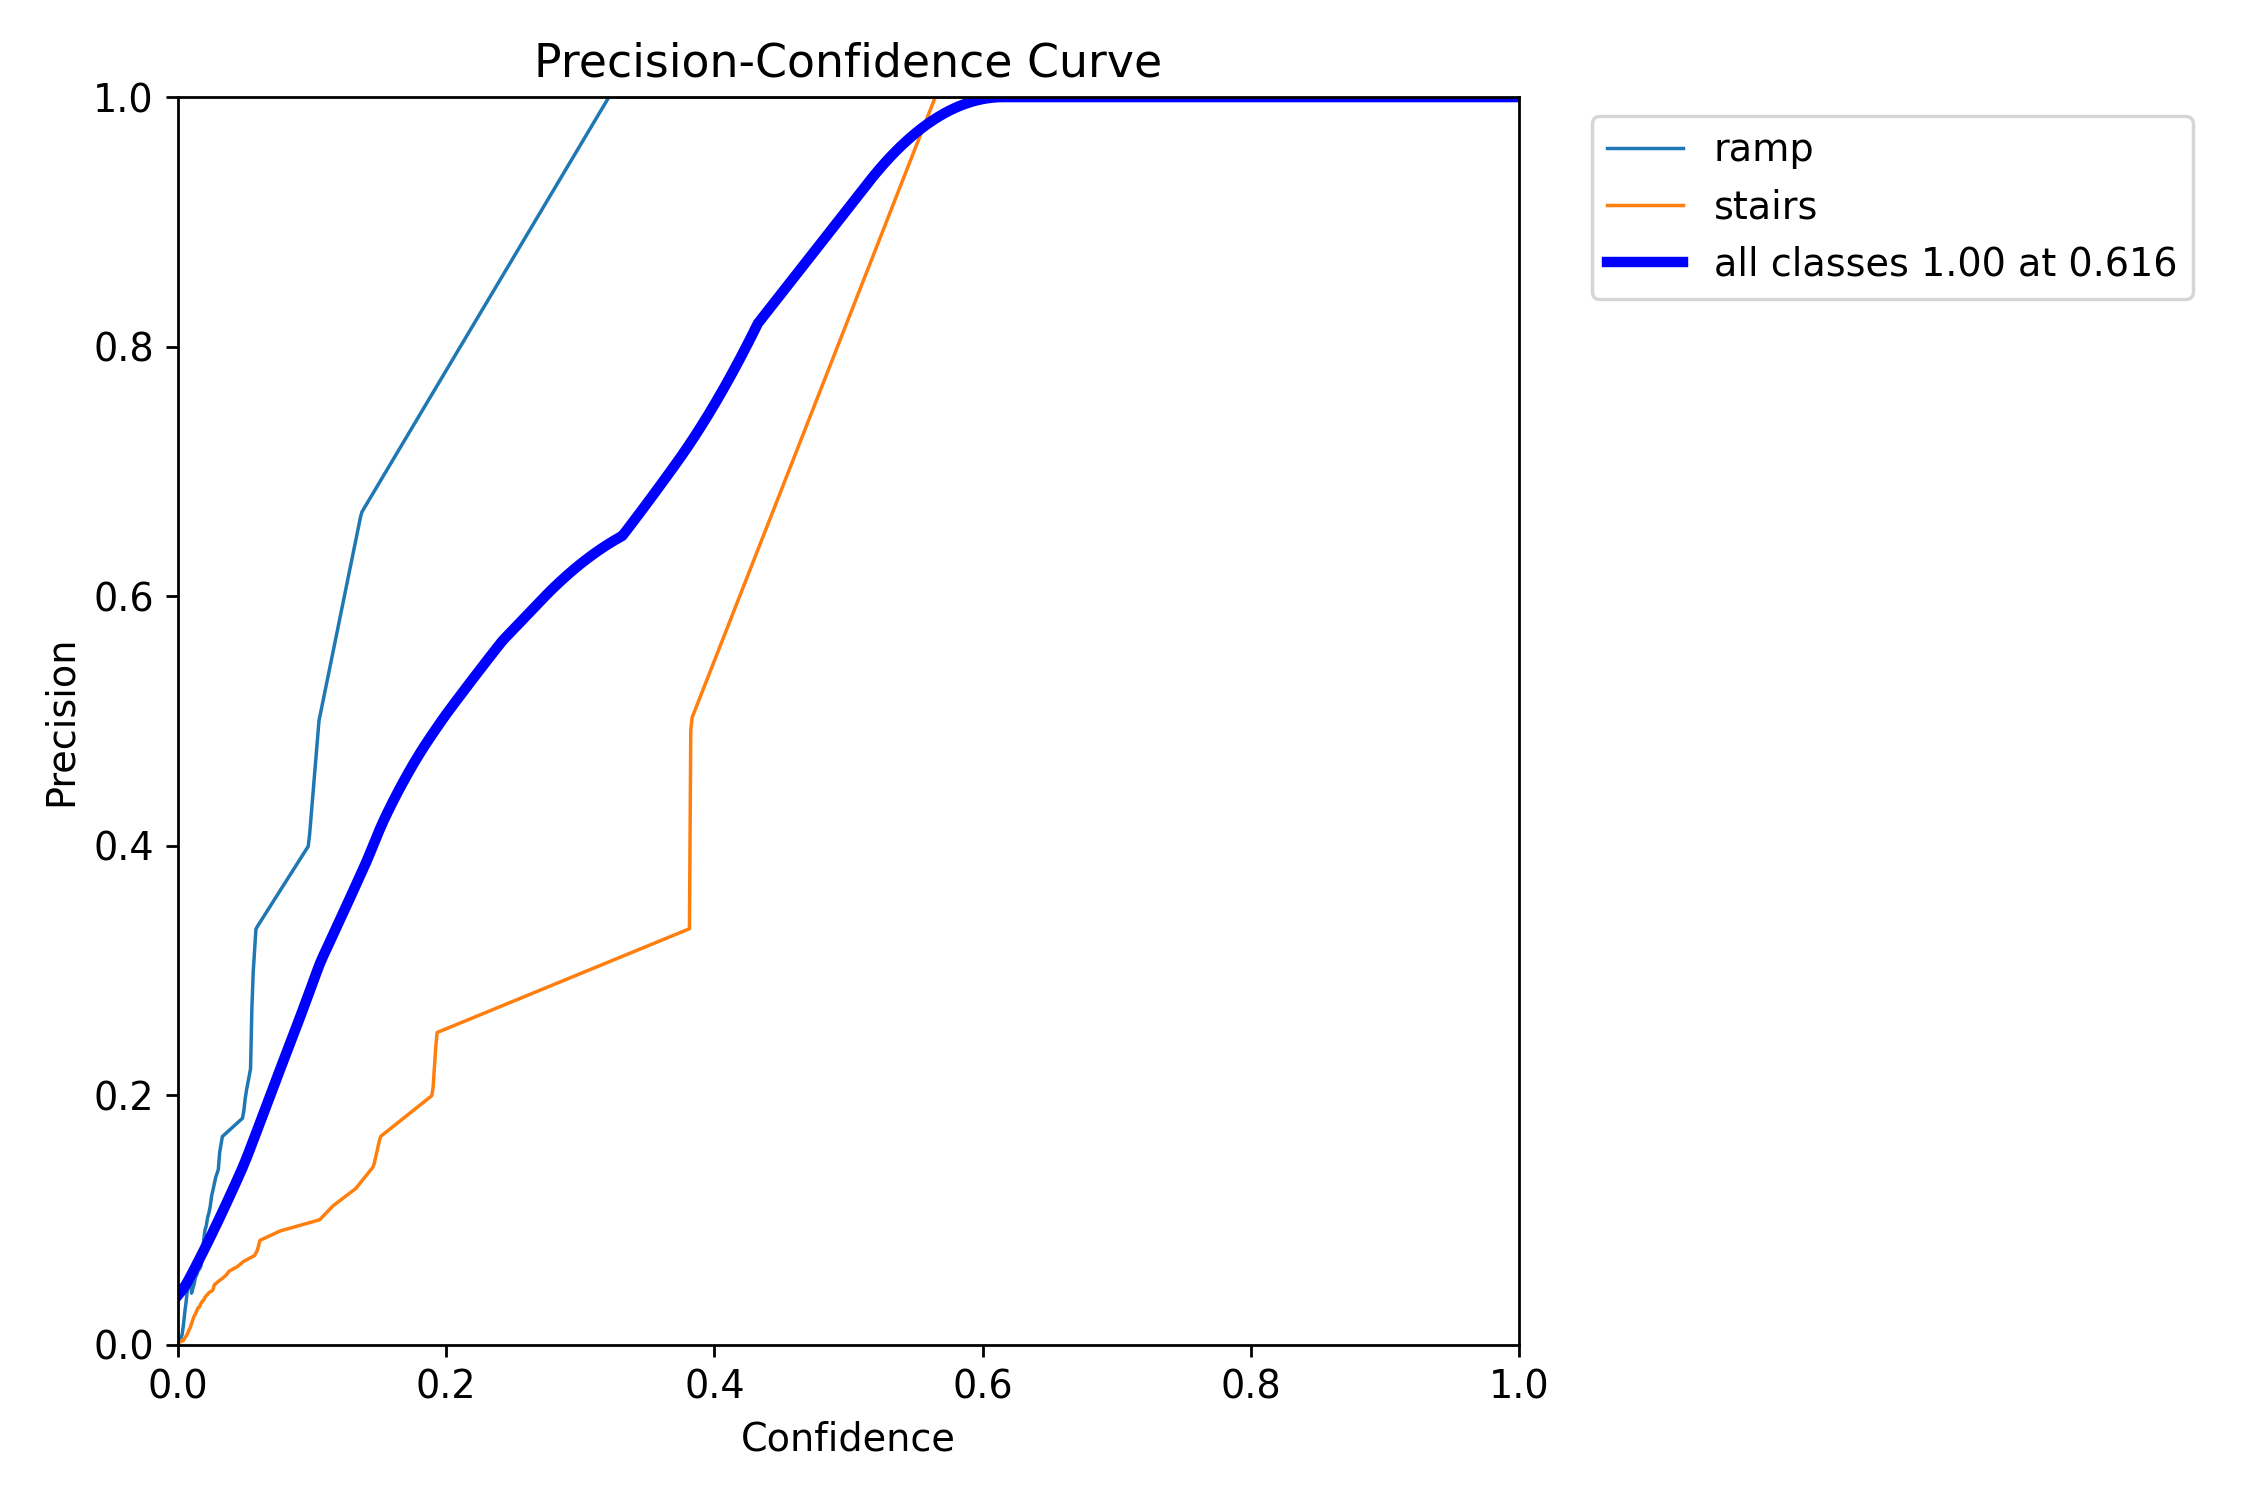 Precision-Confidence Curve
1.0
0.8
0.6
0.4
0.2
0.0
Precision
0.0 0.2 0.4 0.6 0.8 1.0
Confidence
ramp
stairs
all classes 1.00 at 0.616